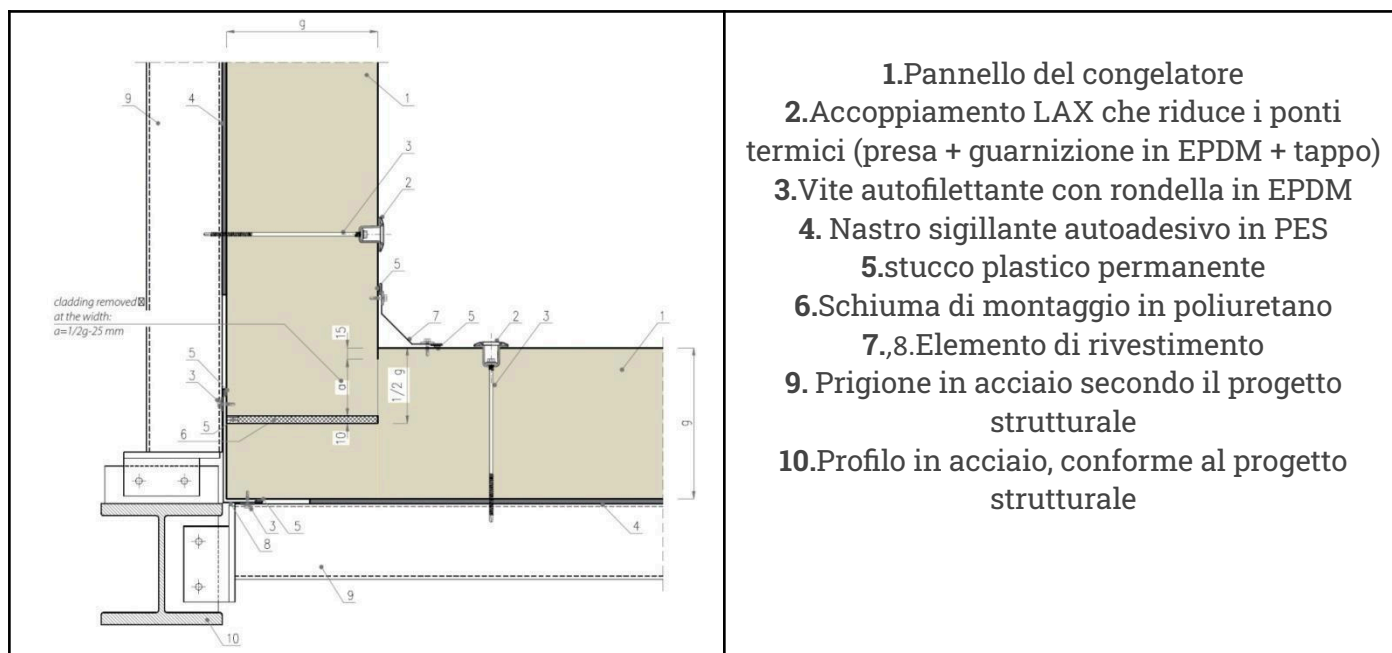 g
9
4
1
3
2
5
cladding removed
at the width:
a=1/2g-25 mm
15
7
5
2
3
1
5
3
a
1/2 g
g
5
6
10
3
5
4
8
9
10
1.Pannello del congelatore
2.Accoppiamento LAX che riduce i ponti
termici (presa + guarnizione in EPDM + tappo)
3.Vite autofilettante con rondella in EPDM
4. Nastro sigillante autoadesivo in PES
5.stucco plastico permanente
6.Schiuma di montaggio in poliuretano
7.,8.Elemento di rivestimento
9. Prigione in acciaio secondo il progetto
strutturale
10.Profilo in acciaio, conforme al progetto
strutturale